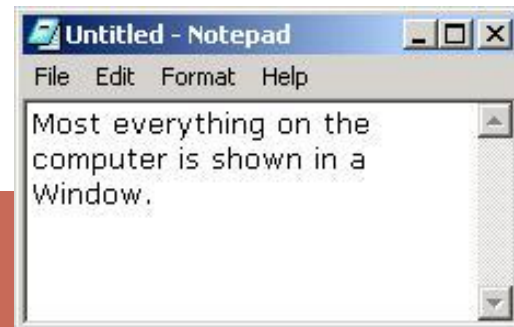 Untitled - Notepad
File Edit Format Help
Most everything on the
computer is shown in a
Window.